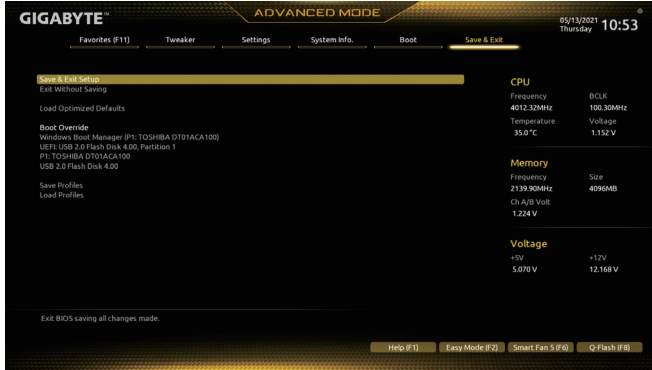 GIGABYTE™
ADVANCED MODE
05/13/2021 Thursday 10:53
Favorites (F11) Tweaker Settings System Info. Boot Save & Exit
Save & Exit Setup
Exit Without Saving
Load Optimized Defaults
Boot Override
Windows Boot Manager (P1: TOSHIBA DT01ACA100)
UEFI: USB 2.0 Flash Disk 4.00, Partition 1
P1: TOSHIBA DT01ACA100
USB 2.0 Flash Disk 4.00
Save Profiles
Load Profiles
CPU
Frequency BCLK
4012.32MHz 100.30MHz
Temperature Voltage
35.0 °C 1.152 V
Memory
Frequency Size
2139.90MHz 4096MB
Ch A/B Volt
1.224 V
Voltage
+5V +12V
5.070 V 12.168 V
Exit BIOS saving all changes made.
Help (F1) Easy Mode (F2) Smart Fan 5 (F6) Q-Flash (F8)